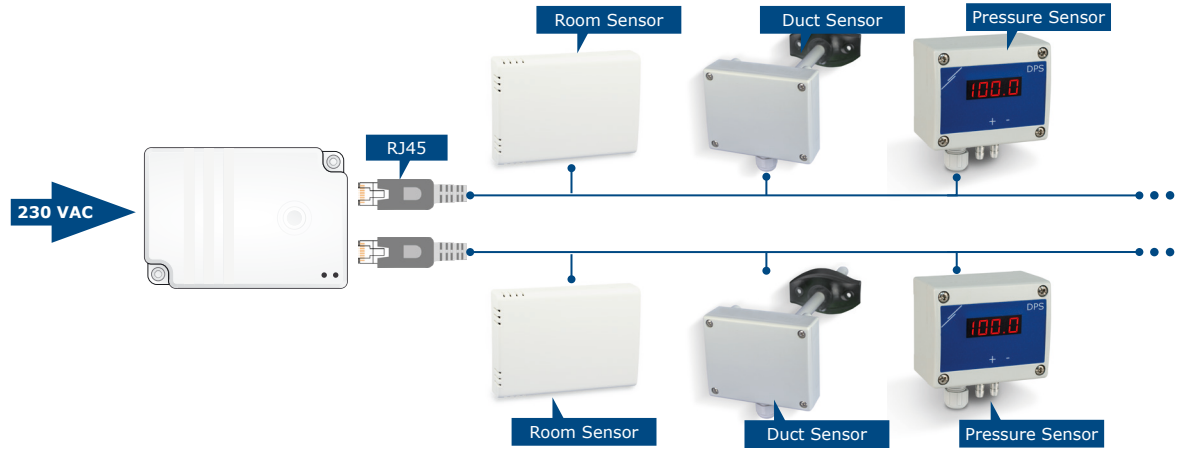 Room Sensor
Duct Sensor
Pressure Sensor
DPS
100.0
+ -
RJ45
230 VAC
DPS
100.0
+ -
Room Sensor
Duct Sensor
Pressure Sensor